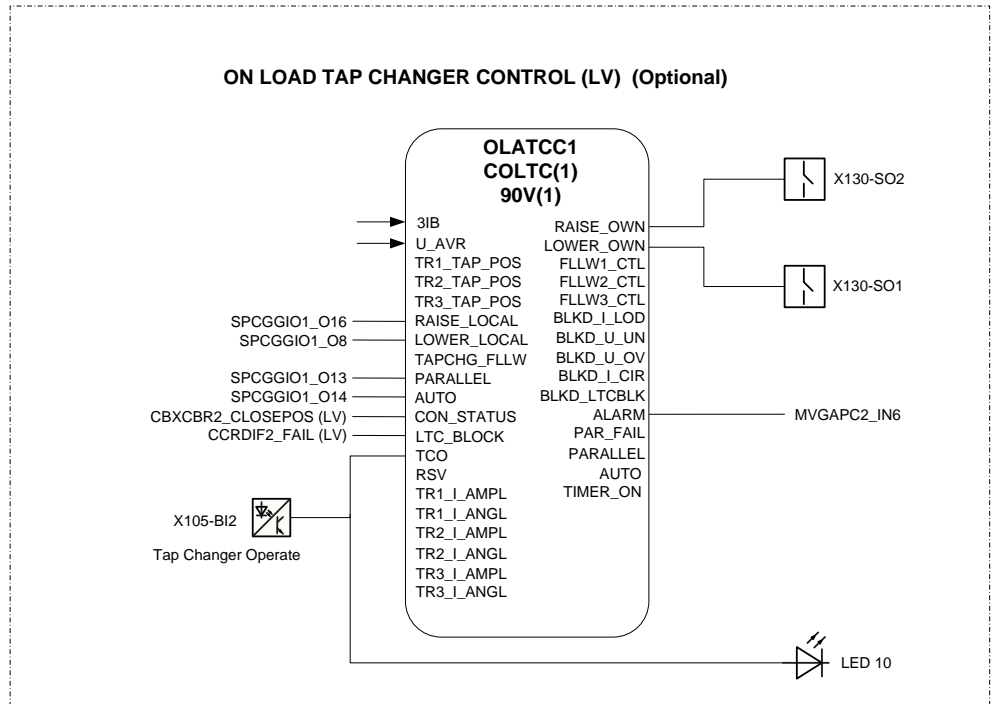 ON LOAD TAP CHANGER CONTROL (LV) (Optional)
OLATCC1
COLTC(1)
90V(1)
3IB
U_AVR
TR1_TAP_POS
TR2_TAP_POS
TR3_TAP_POS
RAISE_LOCAL
LOWER_LOCAL
TAPCHG_FLLW
PARALLEL
AUTO
CON_STATUS
LTC_BLOCK
TCO
RSV
TR1_I_AMPL
TR1_I_ANGL
TR2_I_AMPL
TR2_I_ANGL
TR3_I_AMPL
TR3_I_ANGL
RAISE_OWN
LOWER_OWN
FLLW1_CTL
FLLW2_CTL
FLLW3_CTL
BLKD_I_LOD
BLKD_U_UN
BLKD_U_OV
BLKD_I_CIR
BLKD_LTCBLK
ALARM
PAR_FAIL
PARALLEL
AUTO
TIMER_ON
SPCGGIO1_O16
SPCGGIO1_O8
SPCGGIO1_O13
SPCGGIO1_O14
CBXCBR2_CLOSEPOS (LV)
CCRDIF2_FAIL (LV)
X105-BI2
Tap Changer Operate
X130-SO2
X130-SO1
MVGAPC2_IN6
LED 10